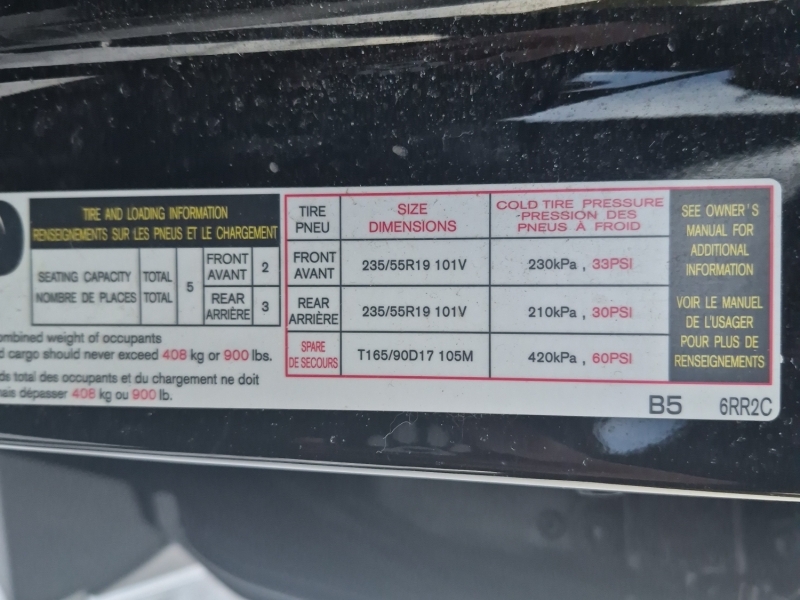 TIRE AND LOADING INFORMATION
RENSEIGNEMENTS SUR LES PNEUS ET LE CHARGEMENT
SEATING CAPACITY TOTAL 5 FRONT AVANT 2
NOMBRE DE PLACES TOTAL REAR ARRIÈRE 3
ombined weight of occupants
d cargo should never exceed 408 kg or 900 lbs.
ds total des occupants et du chargement ne doit
nais dépasser 408 kg ou 900 lb.
TIRE PNEU SIZE DIMENSIONS COLD TIRE PRESSURE -PRESSION DES PNEUS À FROID
FRONT AVANT 235/55R19 101V 230kPa , 33PSI
REAR ARRIÈRE 235/55R19 101V 210kPa , 30PSI
SPARE DE SECOURS T165/90D17 105M 420kPa , 60PSI
SEE OWNER'S
MANUAL FOR
ADDITIONAL
INFORMATION
VOIR LE MANUEL
DE L'USAGER
POUR PLUS DE
RENSEIGNEMENTS
B5 6RR2C